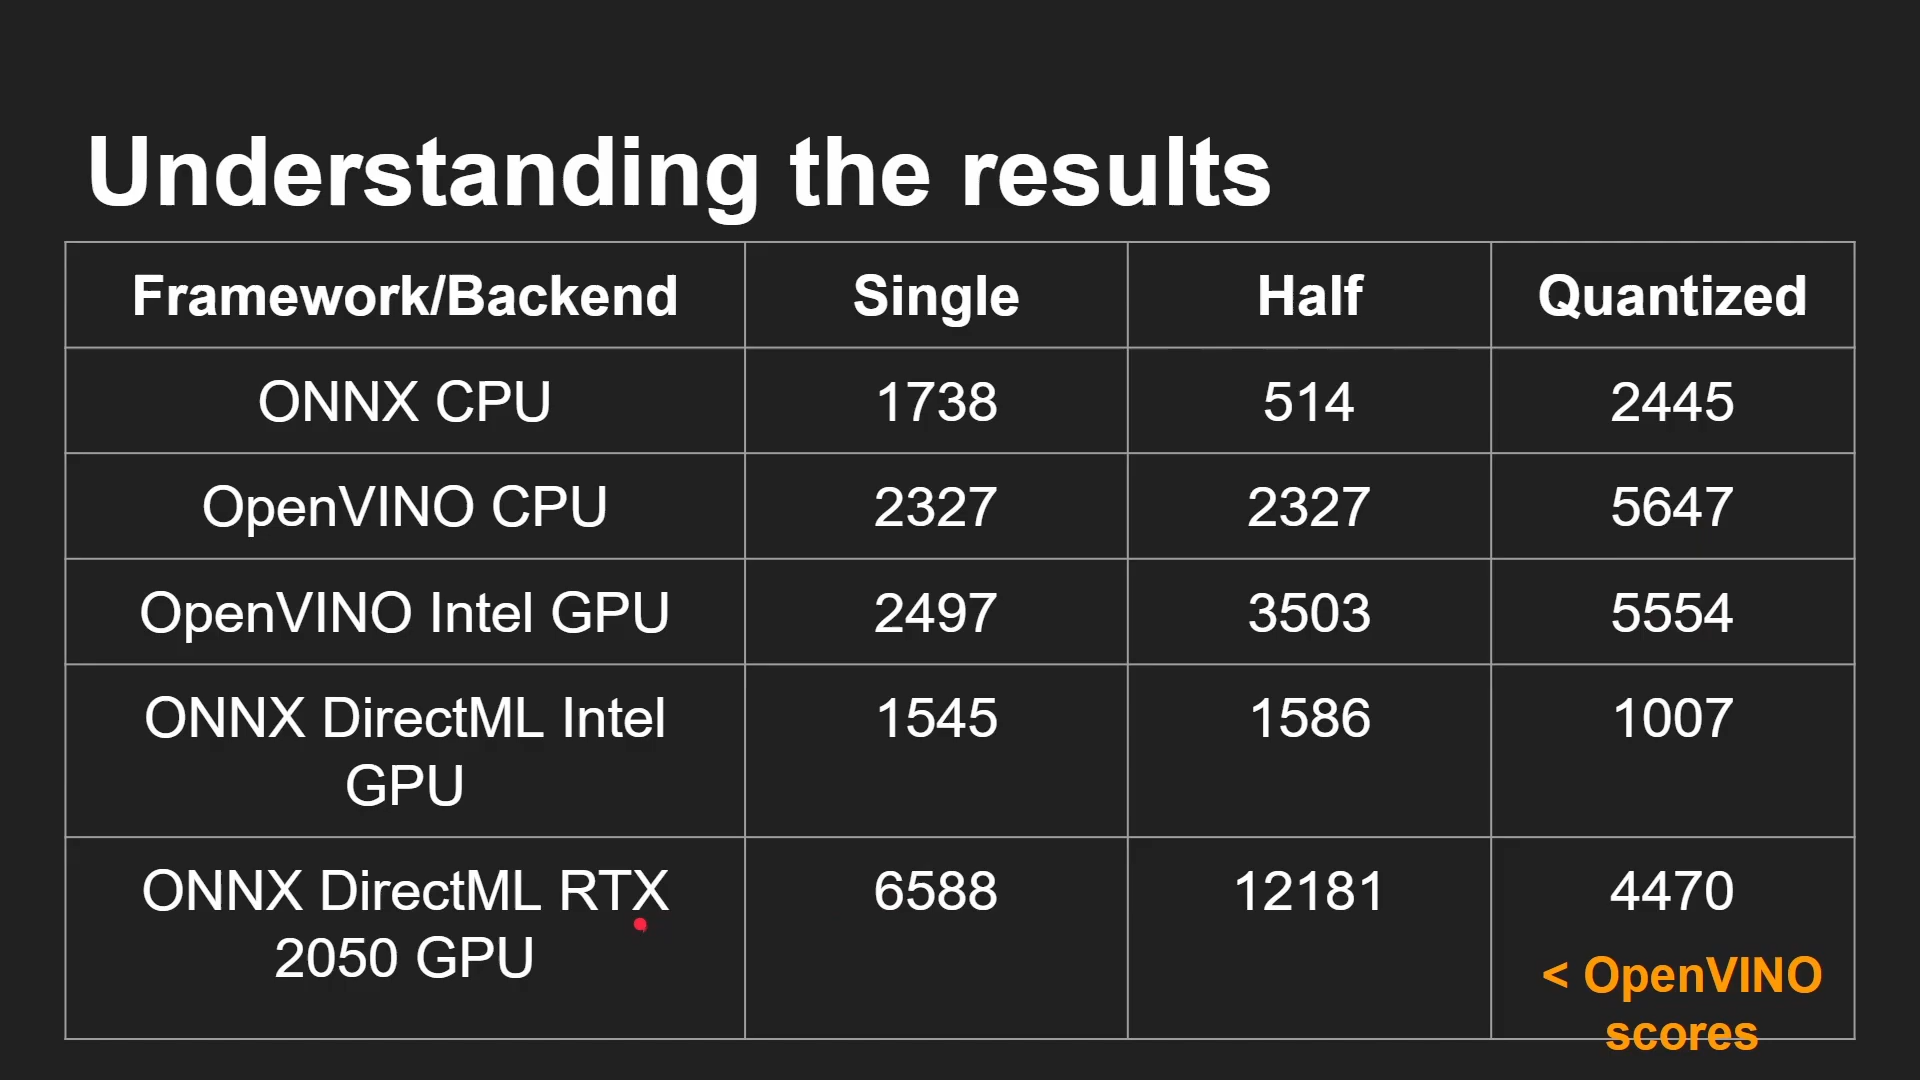 Understanding the results
Framework/Backend Single Half Quantized
ONNX CPU 1738 514 2445
OpenVINO CPU 2327 2327 5647
OpenVINO Intel GPU 2497 3503 5554
ONNX DirectML Intel 1545 1586 1007
GPU
ONNX DirectML RTX 6588 12181 4470
2050 GPU
< OpenVINO
scores